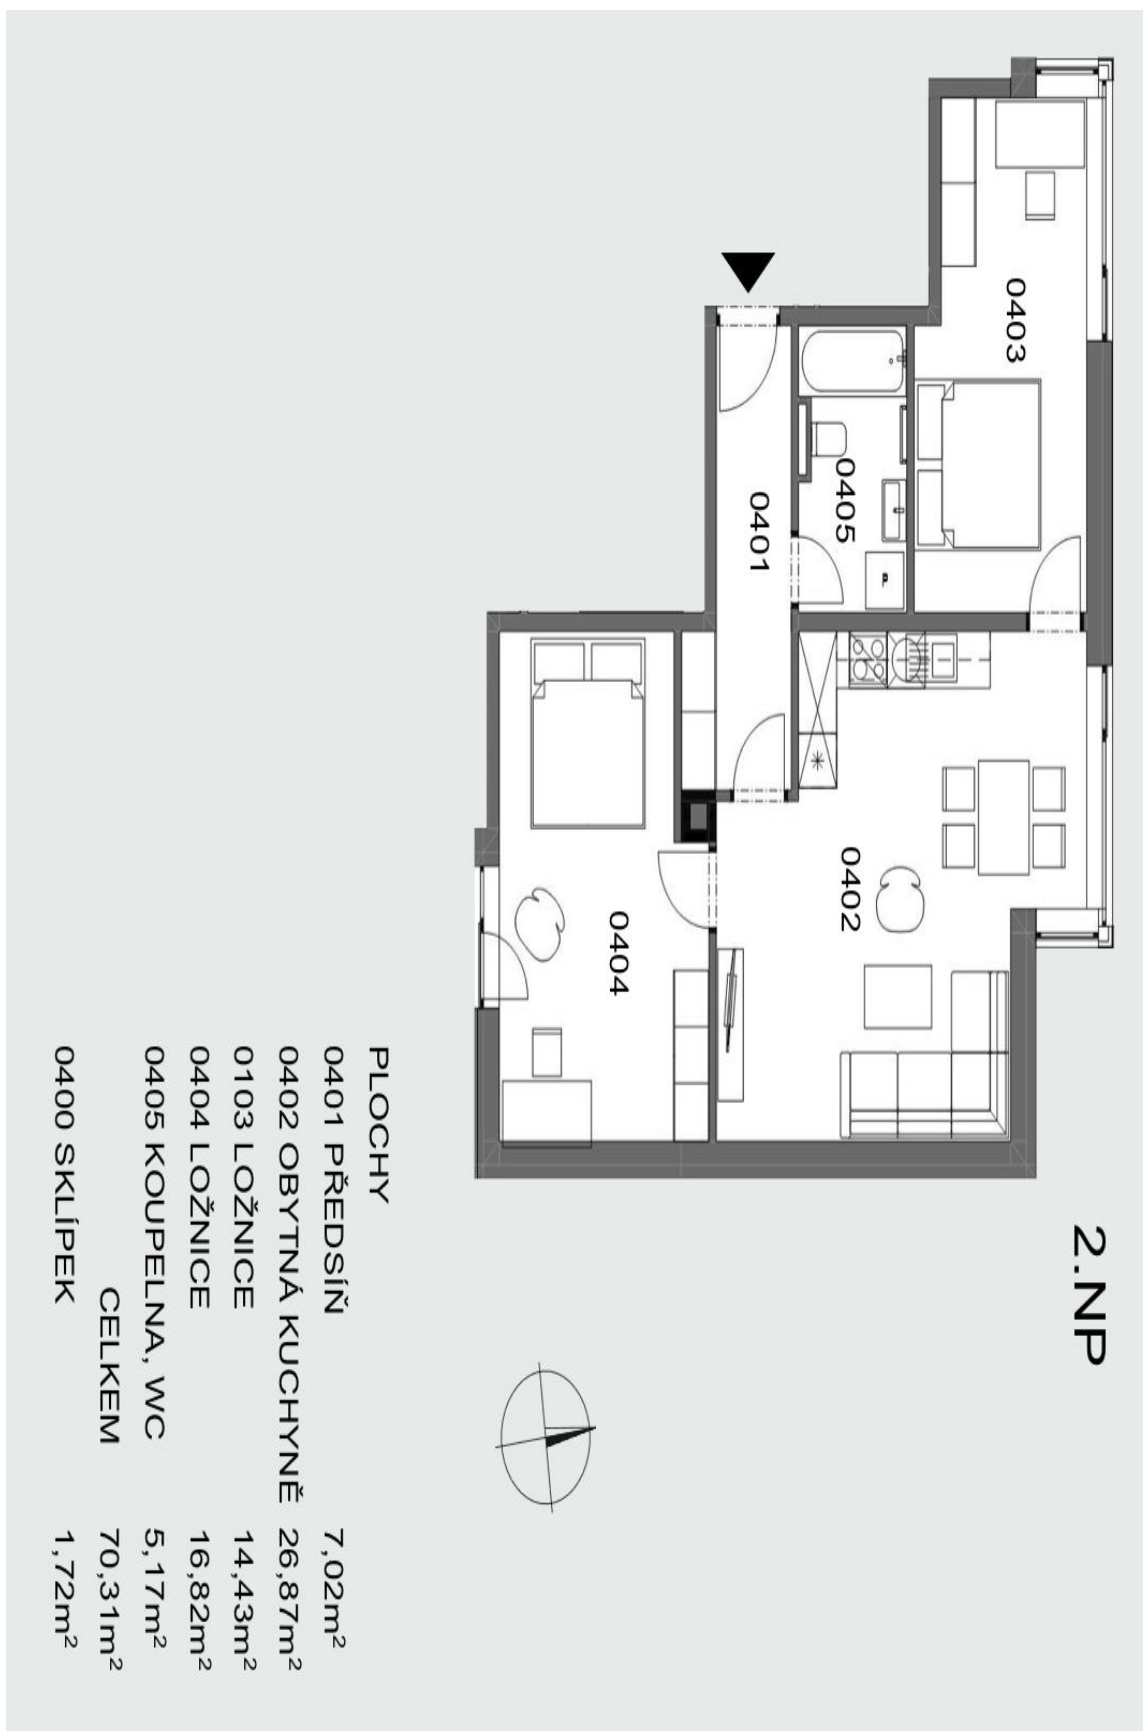 2.NP
0403
0405
0401
0402
0404
PLOCHY
0401 PŘEDSÍŇ 7,02m²
0402 OBYTNÁ KUCHYNĚ 26,87m²
0103 LOŽNICE 14,43m²
0404 LOŽNICE 16,82m²
0405 KOUPELNA, WC 5,17m²
CELKEM 70,31m²
0400 SKLÍPEK 1,72m²